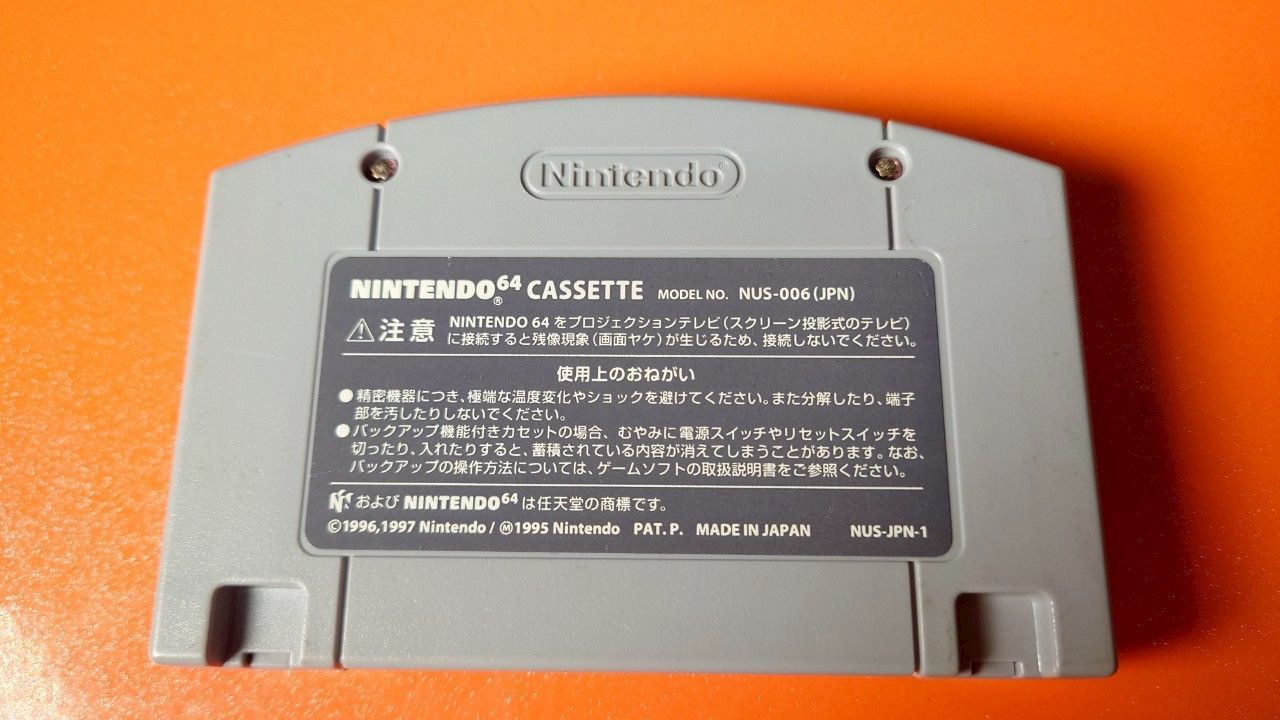 Nintendo®
NINTENDO⁶⁴® CASSETTE MODEL NO. NUS-006(JPN)
⚠注意 NINTENDO 64 をプロジェクションテレビ(スクリーン投影式のテレビ)
に接続すると残像現象(画面ヤケ)が生じるため、接続しないでください。
使用上のおねがい
●精密機器につき、極端な温度変化やショックを避けてください。また分解したり、端子
部を汚したりしないでください。
●バックアップ機能付きカセットの場合、むやみに電源スイッチやリセットスイッチを
切ったり、入れたりすると、蓄積されている内容が消えてしまうことがあります。なお、
バックアップの操作方法については、ゲームソフトの取扱説明書をご参照ください。
および NINTENDO⁶⁴ は任天堂の商標です。
©1996,1997 Nintendo / Ⓜ1995 Nintendo PAT. P. MADE IN JAPAN NUS-JPN-1